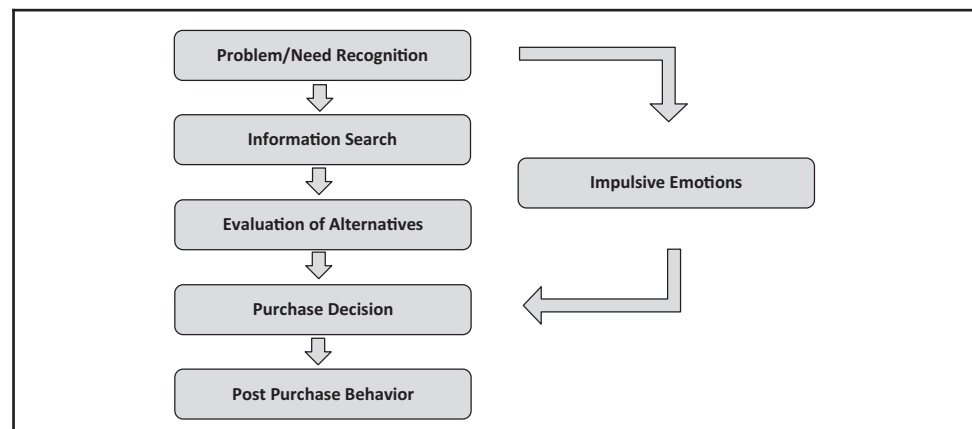 Problem/Need Recognition
Information Search
Impulsive Emotions
Evaluation of Alternatives
Purchase Decision
Post Purchase Behavior